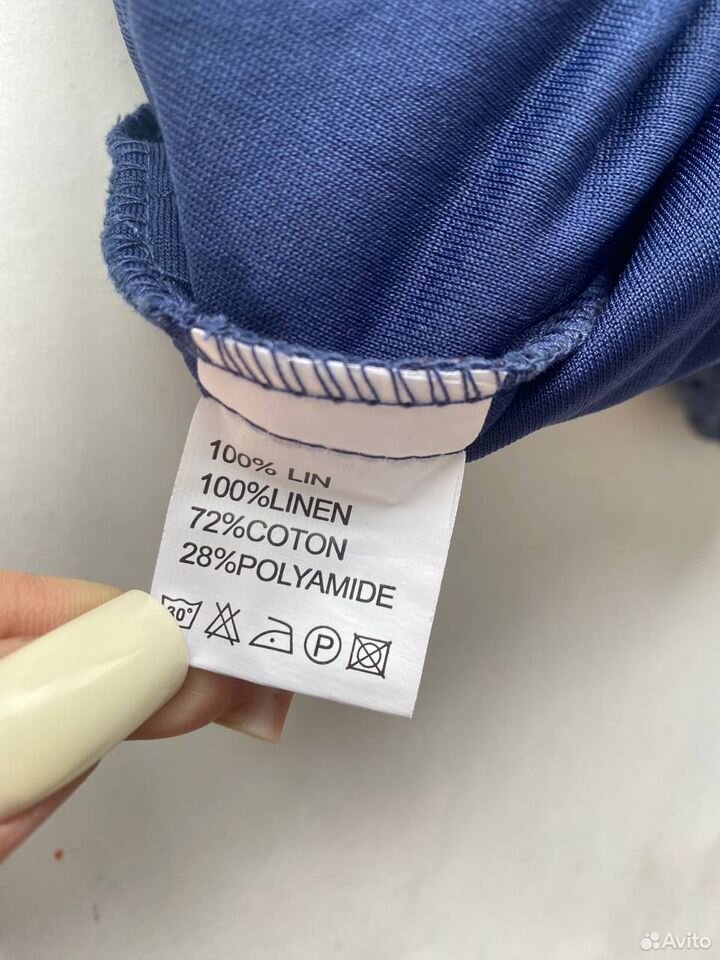 100% LIN
100%LINEN
72%COTON
28%POLYAMIDE
30°
P
Avito